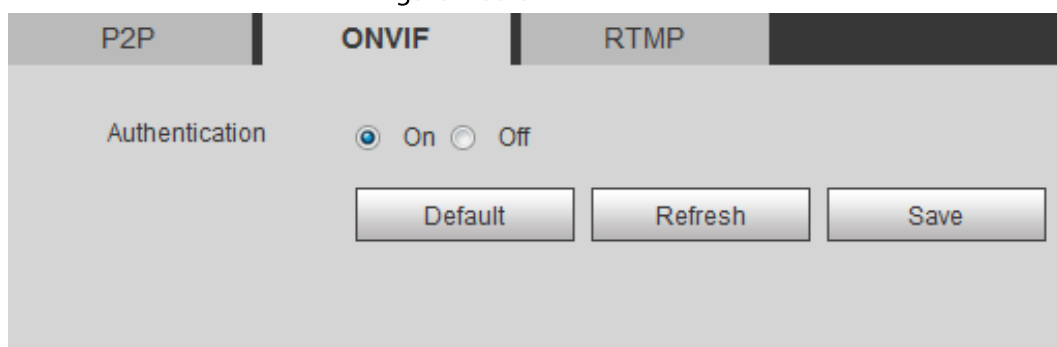 P2P ONVIF RTMP
Authentication On Off
Default Refresh Save